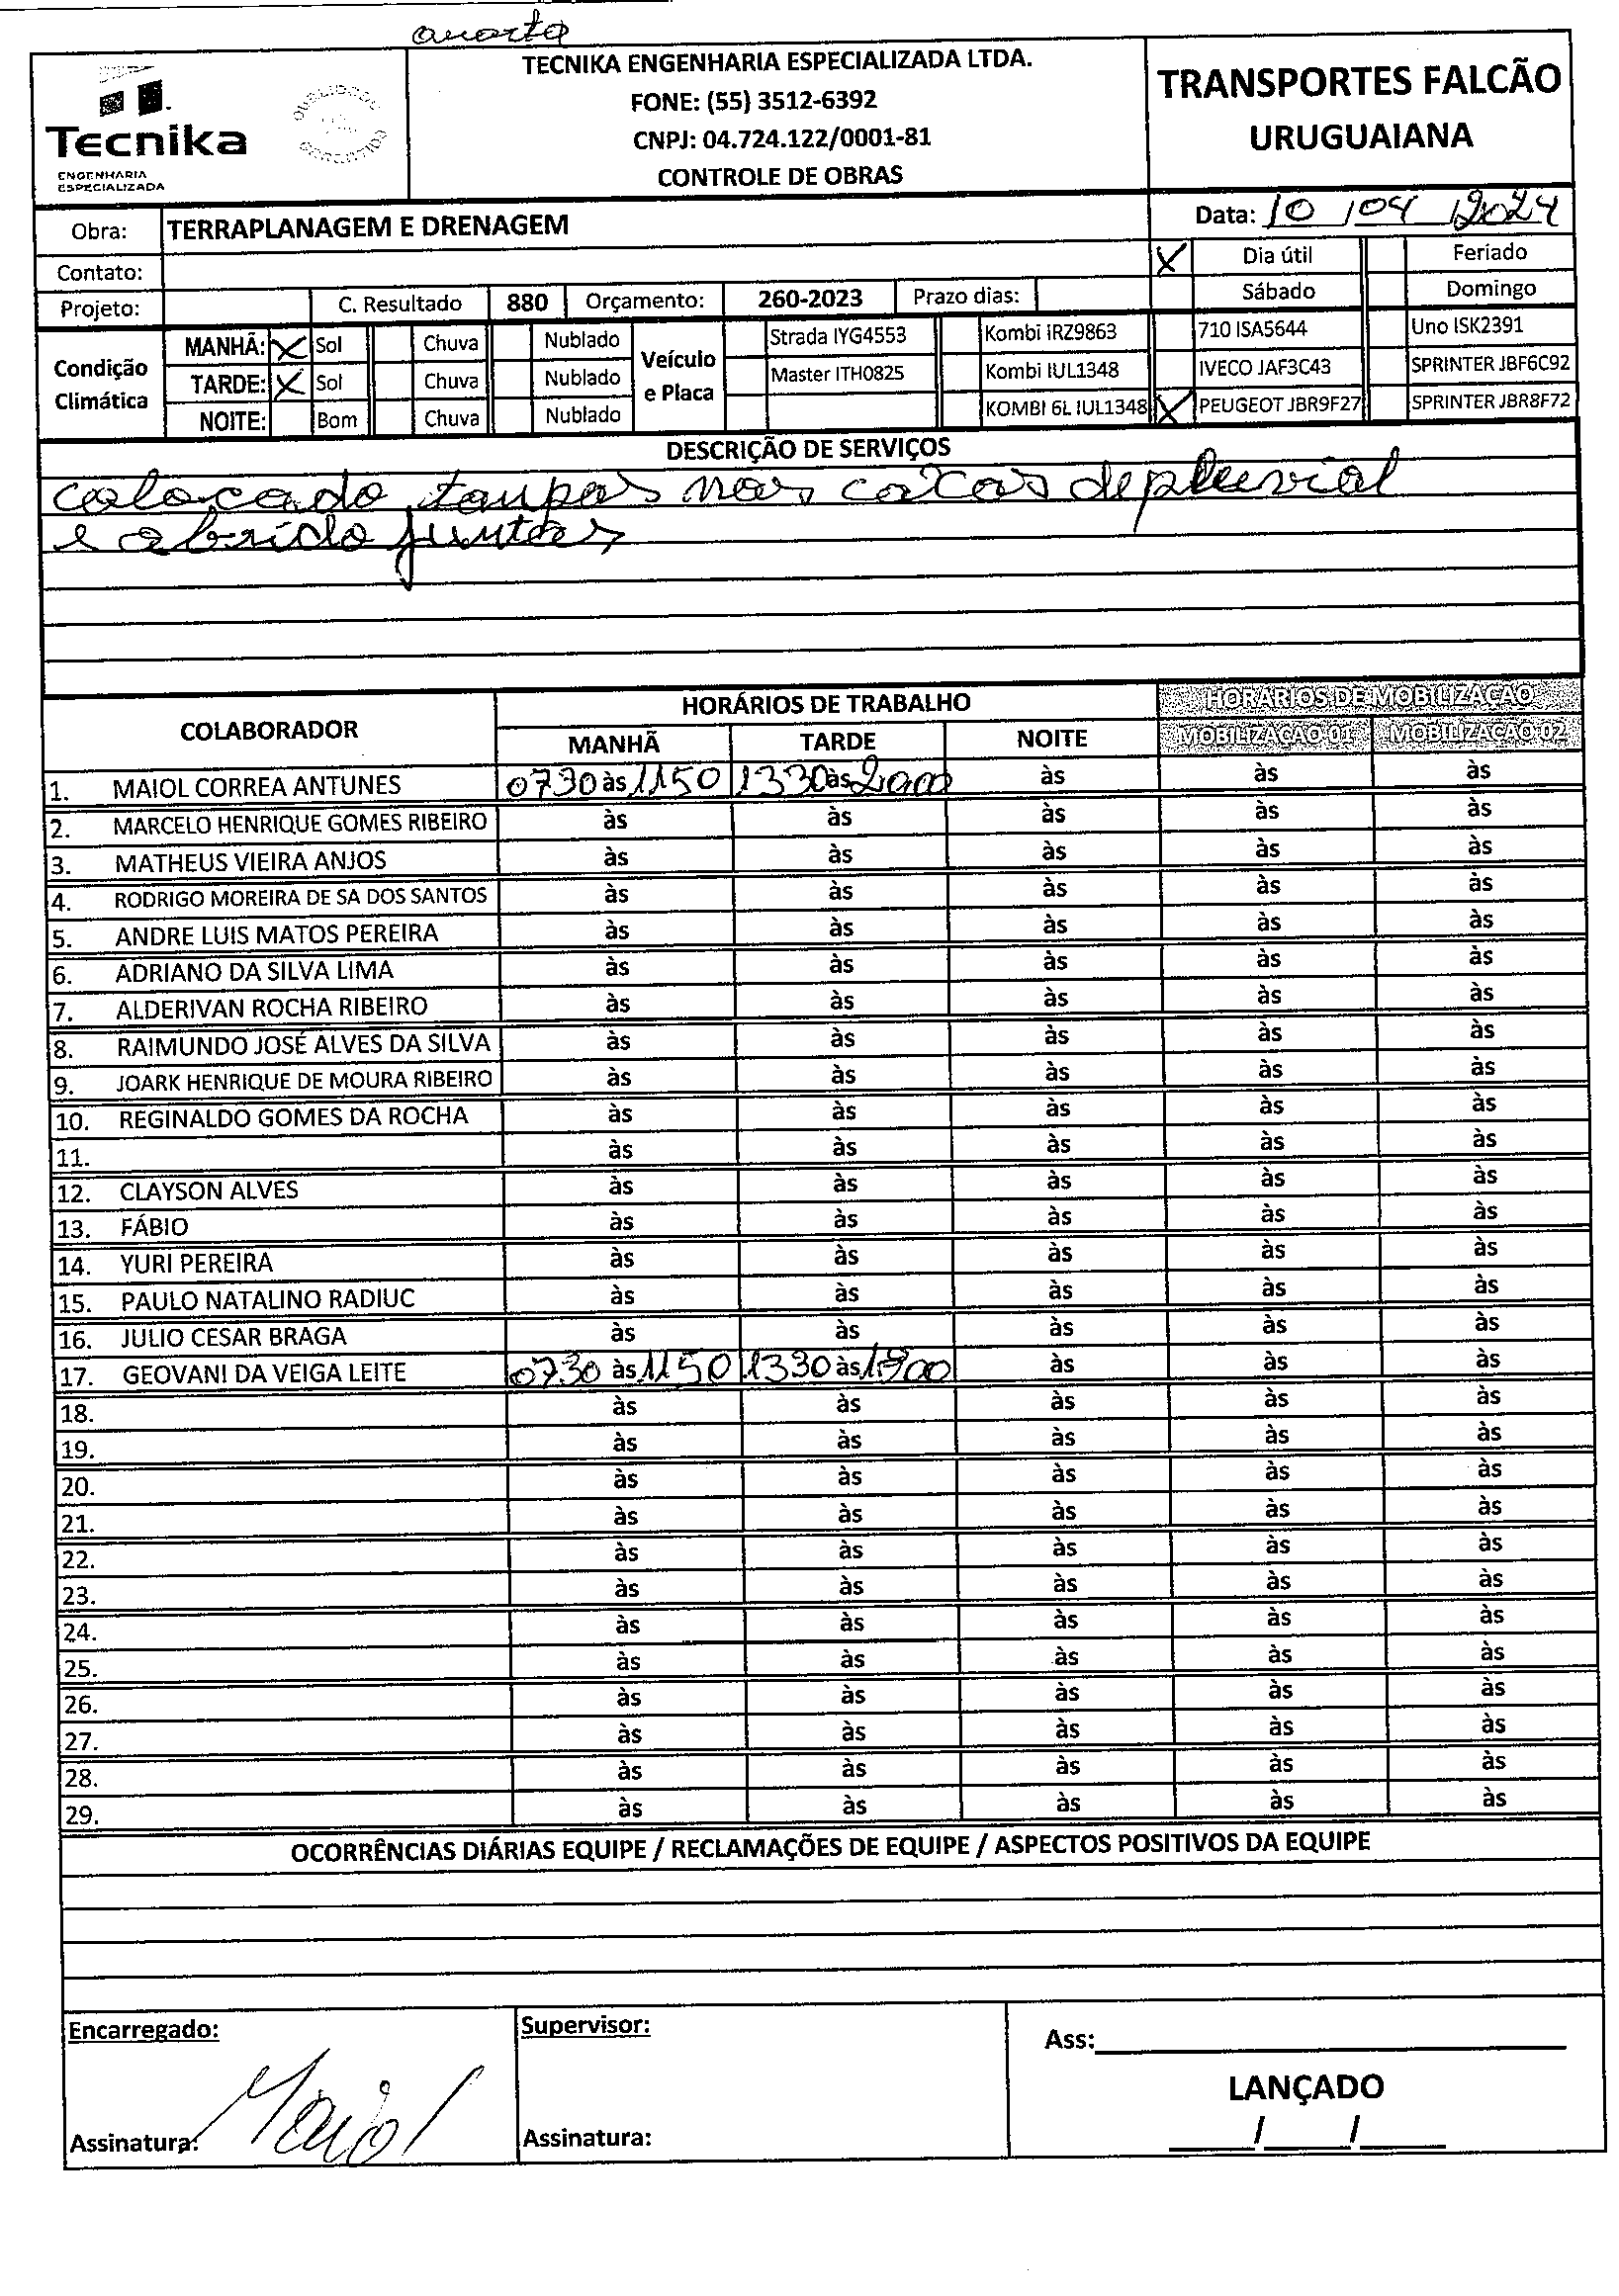 quarta
Tecnika
ENGENHARIA
ESPECIALIZADA
QUALIDADE
GARANTIDA
TECNIKA ENGENHARIA ESPECIALIZADA LTDA.
FONE: (55) 3512-6392
CNPJ: 04.724.122/0001-81
CONTROLE DE OBRAS
TRANSPORTES FALCÃO
URUGUAIANA
Obra: TERRAPLANAGEM E DRENAGEM
Data: 10 / 04 / 2024
Contato:
X Dia útil Feriado
Projeto: C. Resultado 880 Orçamento: 260-2023 Prazo dias:
Sábado Domingo
Condição Climática
MANHÃ: X Sol Chuva Nublado
TARDE: X Sol Chuva Nublado
NOITE: Bom Chuva Nublado
Veículo e Placa
Strada IYG4553 Kombi IRZ9863 710 ISA5644 Uno ISK2391
Master ITH0825 Kombi IUL1348 IVECO JAF3C43 SPRINTER JBF6C92
KOMBI 6L IUL1348 X PEUGEOT JBR9F27 SPRINTER JBR8F72
DESCRIÇÃO DE SERVIÇOS
colocado taupas nas caicas de pluvial
e abrido juntas
COLABORADOR HORÁRIOS DE TRABALHO HORÁRIOS DE MOBILIZAÇÃO
MANHÃ TARDE NOITE MOBILIZAÇÃO 01 MOBILIZAÇÃO 02
1. MAIOL CORREA ANTUNES 0730 às 1150 1330 às 2000 às às às
2. MARCELO HENRIQUE GOMES RIBEIRO às às às às às
3. MATHEUS VIEIRA ANJOS às às às às às
4. RODRIGO MOREIRA DE SA DOS SANTOS às às às às às
5. ANDRE LUIS MATOS PEREIRA às às às às às
6. ADRIANO DA SILVA LIMA às às às às às
7. ALDERIVAN ROCHA RIBEIRO às às às às às
8. RAIMUNDO JOSÉ ALVES DA SILVA às às às às às
9. JOARK HENRIQUE DE MOURA RIBEIRO às às às às às
10. REGINALDO GOMES DA ROCHA às às às às às
11. às às às às às
12. CLAYSON ALVES às às às às às
13. FÁBIO às às às às às
14. YURI PEREIRA às às às às às
15. PAULO NATALINO RADIUC às às às às às
16. JULIO CESAR BRAGA às às às às às
17. GEOVANI DA VEIGA LEITE 0730 às 1150 1330 às 1900 às às às
18. às às às às às
19. às às às às às
20. às às às às às
21. às às às às às
22. às às às às às
23. às às às às às
24. às às às às às
25. às às às às às
26. às às às às às
27. às às às às às
28. às às às às às
29. às às às às às
OCORRÊNCIAS DIÁRIAS EQUIPE / RECLAMAÇÕES DE EQUIPE / ASPECTOS POSITIVOS DA EQUIPE
Encarregado:
Assinatura: Maiol
Supervisor:
Assinatura:
Ass:
LANÇADO
/ /